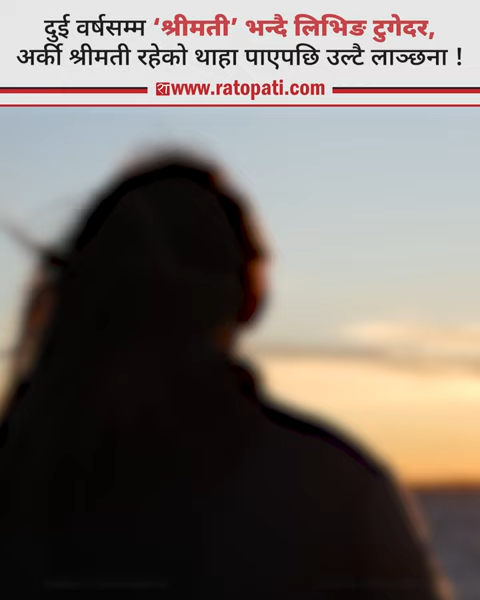 दुई वर्षसम्म ‘श्रीमती’ भन्दै लिभिङ टुगेदर,
अर्की श्रीमती रहेको थाहा पाएपछि उल्टै लाञ्छना !
www.ratopati.com